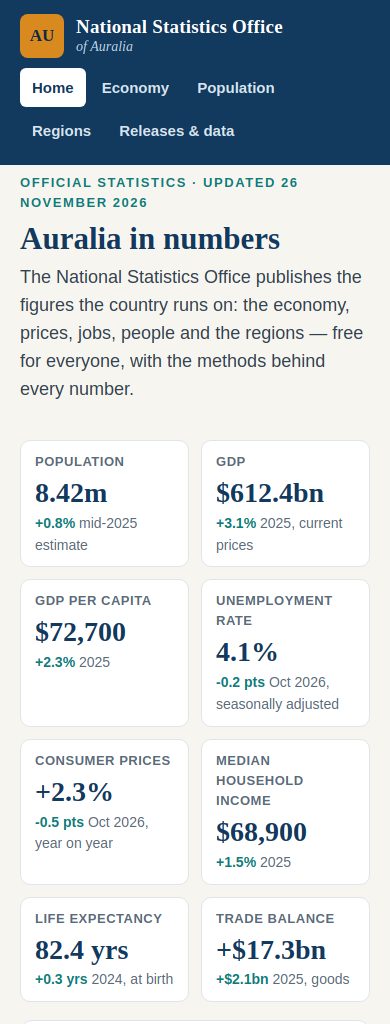 AU
National Statistics Office
of Auralia
Home Economy Population
Regions Releases & data
OFFICIAL STATISTICS · UPDATED 26
NOVEMBER 2026
Auralia in numbers
The National Statistics Office publishes the
figures the country runs on: the economy,
prices, jobs, people and the regions — free
for everyone, with the methods behind
every number.
POPULATION
8.42m
+0.8% mid-2025
estimate
GDP
$612.4bn
+3.1% 2025, current
prices
GDP PER CAPITA
$72,700
+2.3% 2025
UNEMPLOYMENT
RATE
4.1%
-0.2 pts Oct 2026,
seasonally adjusted
CONSUMER PRICES
+2.3%
-0.5 pts Oct 2026,
year on year
MEDIAN
HOUSEHOLD
INCOME
$68,900
+1.5% 2025
LIFE EXPECTANCY
82.4 yrs
+0.3 yrs 2024, at birth
TRADE BALANCE
+$17.3bn
+$2.1bn 2025, goods